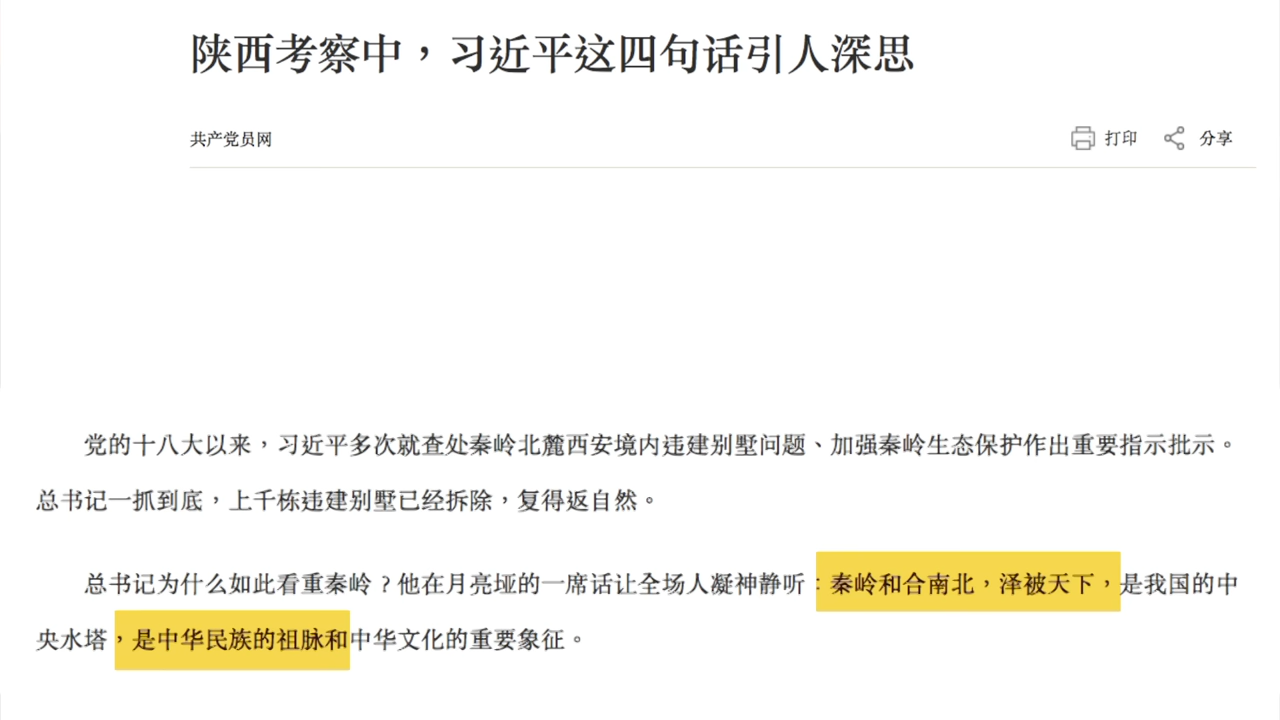 陕西考察中，习近平这四句话引人深思
共产党员网
打印
分享
党的十八大以来，习近平多次就查处秦岭北麓西安境内违建别墅问题、加强秦岭生态保护作出重要指示批示。
总书记一抓到底，上千栋违建别墅已经拆除，复得返自然。
总书记为什么如此看重秦岭？他在月亮垭的一席话让全场人凝神静听：秦岭和合南北，泽被天下，是我国的中
央水塔，是中华民族的祖脉和中华文化的重要象征。